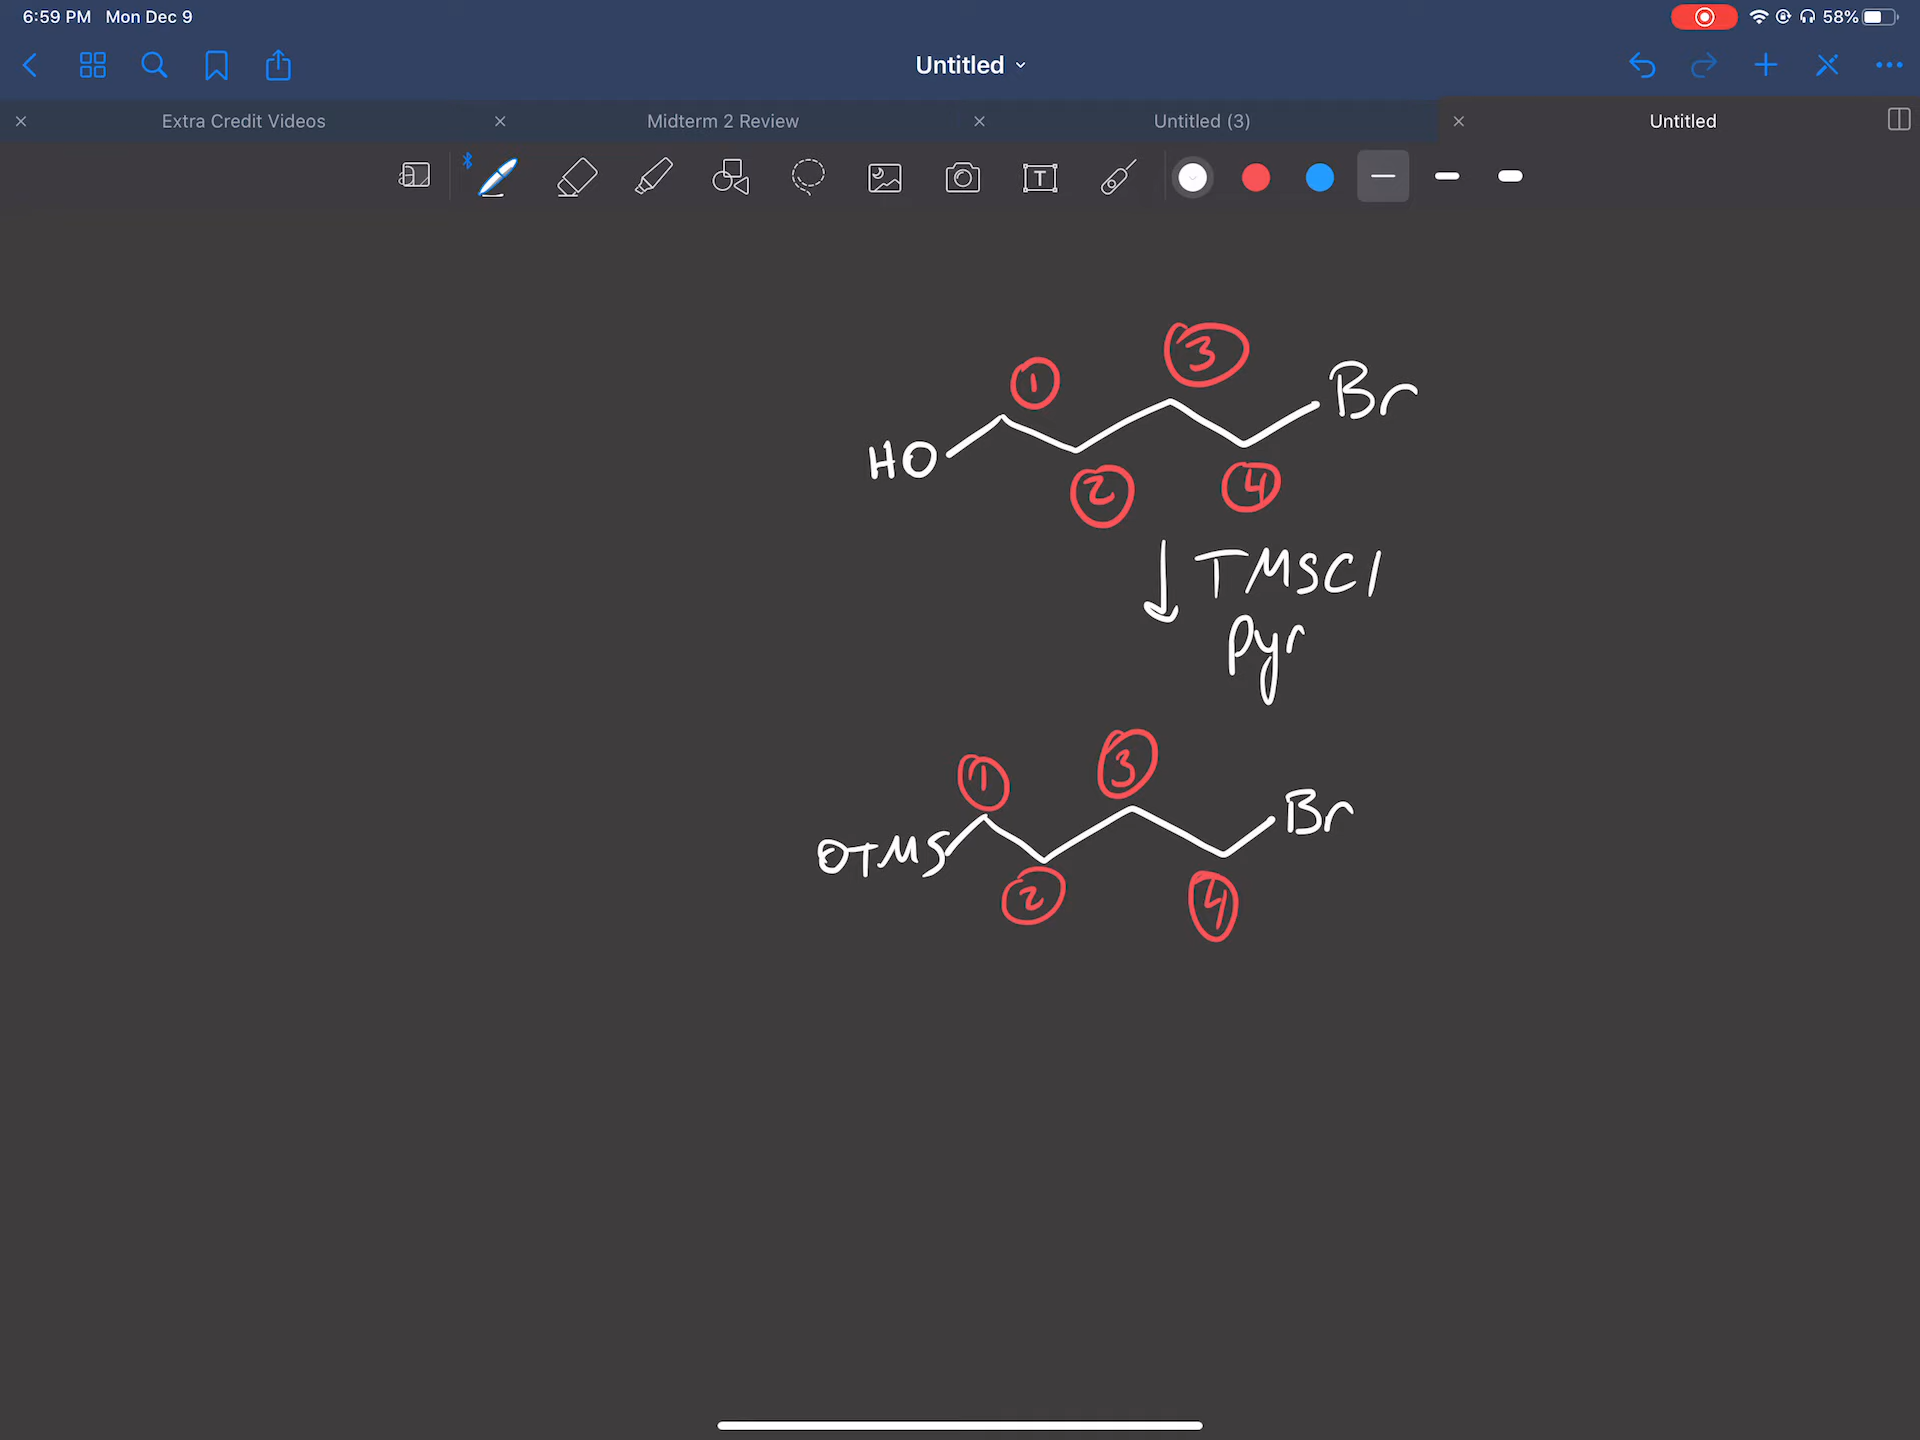 6:59 PM Mon Dec 9
58%
Untitled
Extra Credit Videos
Midterm 2 Review
Untitled (3)
Untitled
T
3
1
Br
HO
2
4
TMSCl
Pyr
3
1
Br
OTMS
2
4